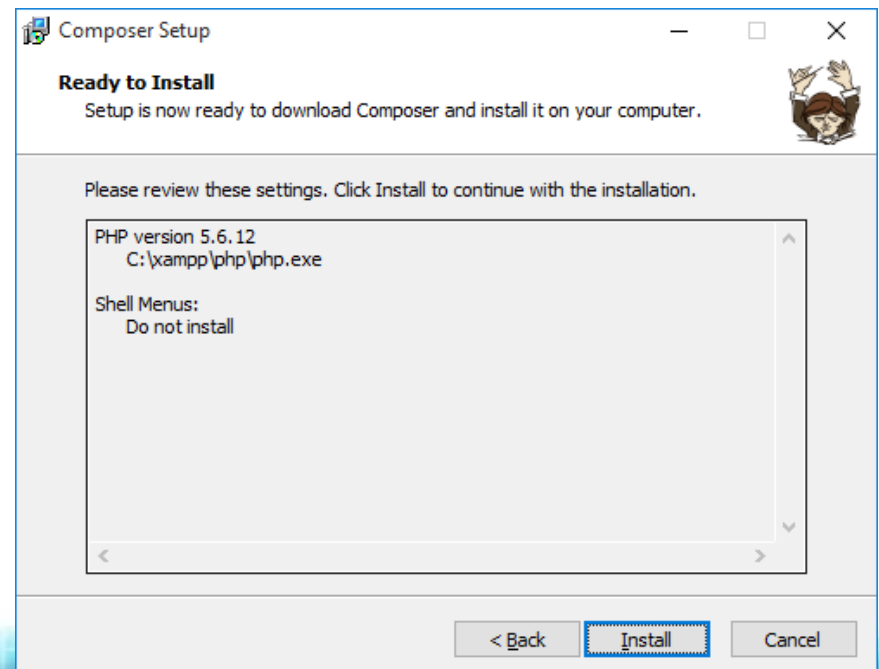 Composer Setup
Ready to Install
Setup is now ready to download Composer and install it on your computer.
Please review these settings. Click Install to continue with the installation.
PHP version 5.6.12
C:\xampp\php\php.exe
Shell Menus:
Do not install
< Back Install Cancel